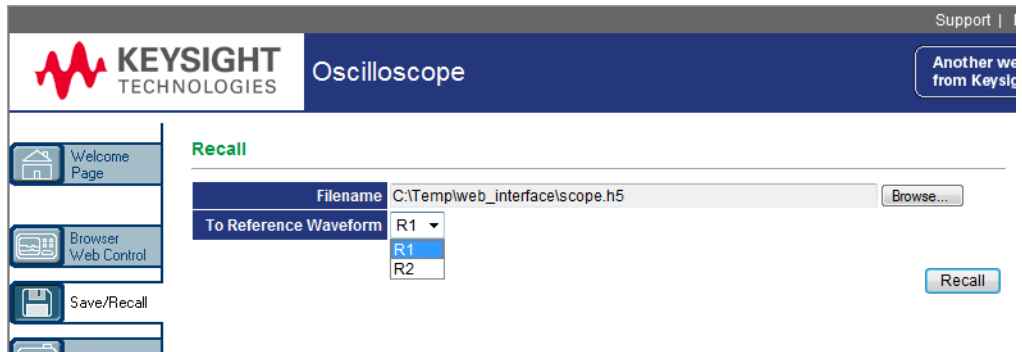 Support |
KEYSIGHT
TECHNOLOGIES
Oscilloscope
Another we
from Keysig
Welcome
Page
Recall
Filename C:\Temp\web_interface\scope.h5 Browse...
To Reference Waveform R1
R1
R2
Browser
Web Control
Recall
Save/Recall